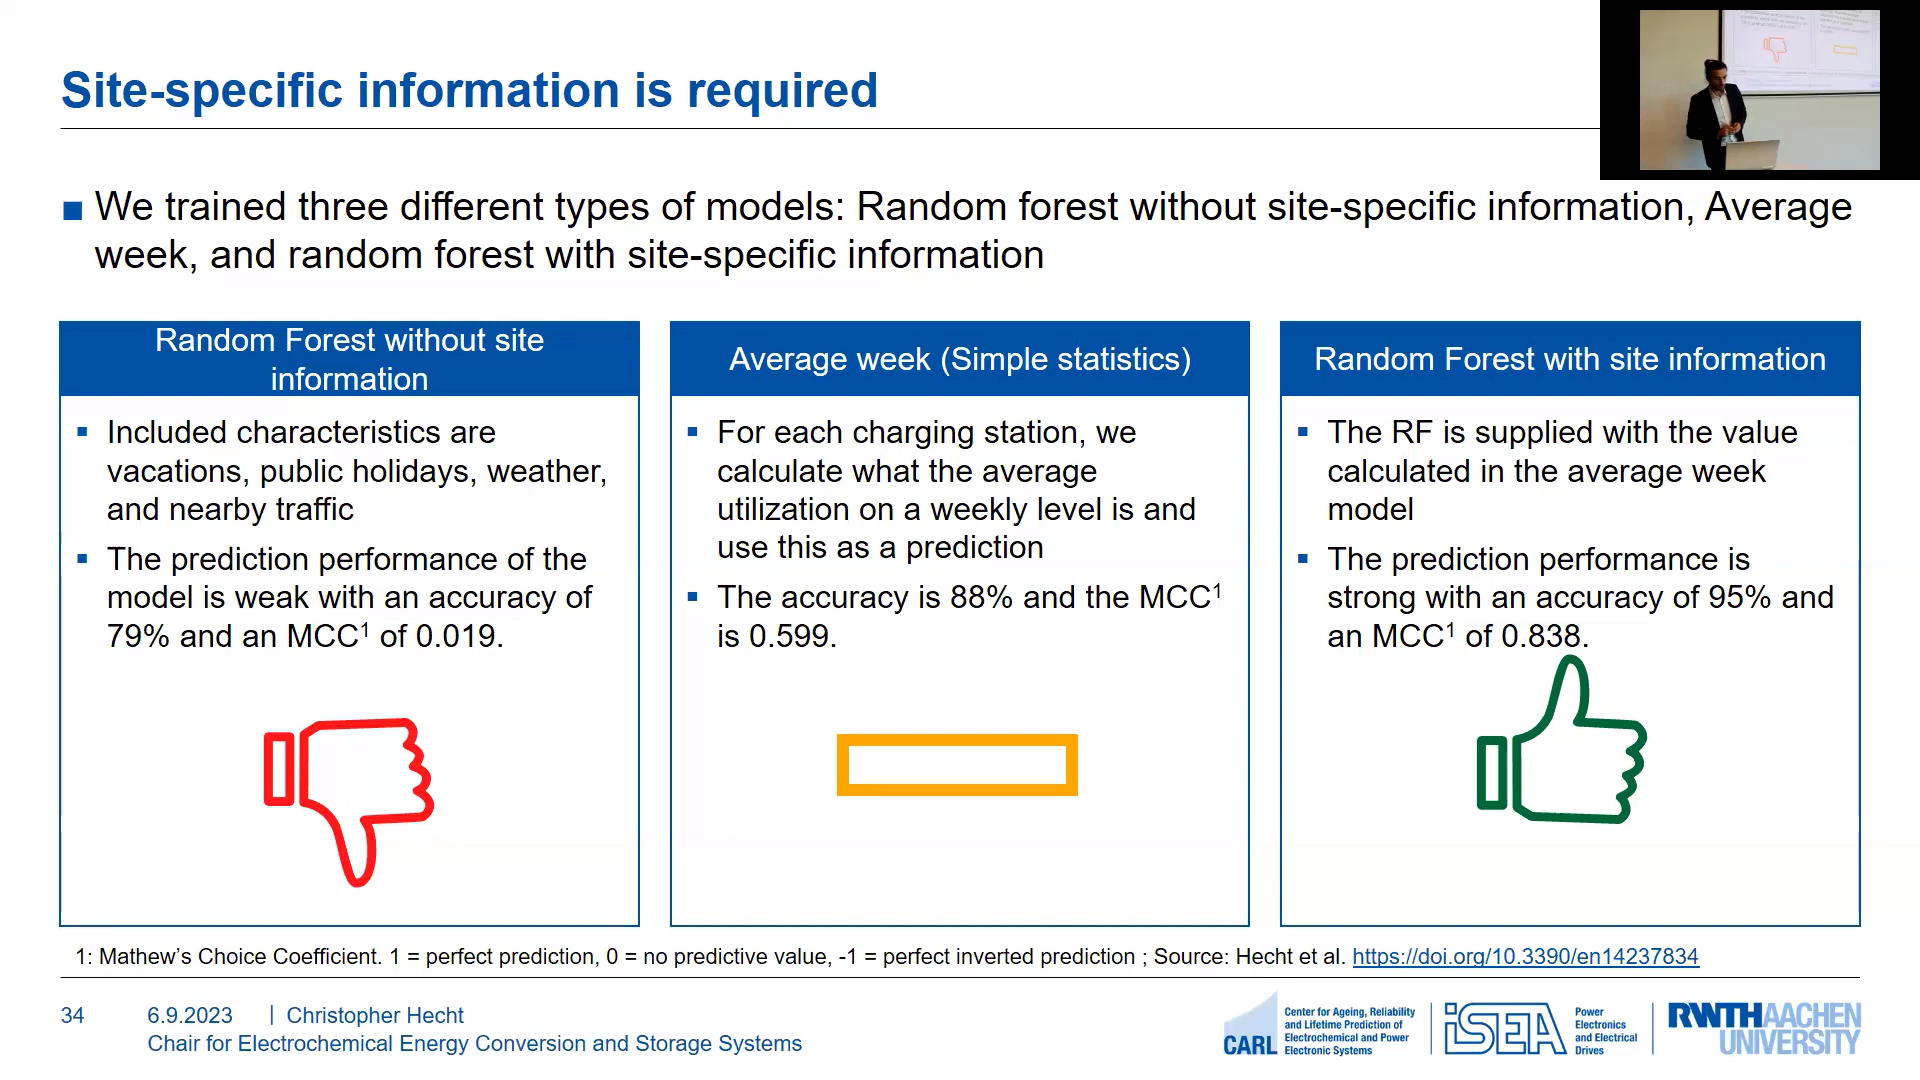 Site-specific information is required
■ We trained three different types of models: Random forest without site-specific information, Average
week, and random forest with site-specific information
Random Forest without site
information
▪ Included characteristics are
vacations, public holidays, weather,
and nearby traffic
▪ The prediction performance of the
model is weak with an accuracy of
79% and an MCC¹ of 0.019.
Average week (Simple statistics)
▪ For each charging station, we
calculate what the average
utilization on a weekly level is and
use this as a prediction
▪ The accuracy is 88% and the MCC¹
is 0.599.
Random Forest with site information
▪ The RF is supplied with the value
calculated in the average week
model
▪ The prediction performance is
strong with an accuracy of 95% and
an MCC¹ of 0.838.
1: Mathew's Choice Coefficient. 1 = perfect prediction, 0 = no predictive value, -1 = perfect inverted prediction ; Source: Hecht et al. https://doi.org/10.3390/en14237834
34 6.9.2023 | Christopher Hecht
Chair for Electrochemical Energy Conversion and Storage Systems
CARL
Center for Ageing, Reliability
and Lifetime Prediction of
Electrochemical and Power
Electronic Systems
iSEA
Power
Electronics
and Electrical
Drives
RWTHAACHEN
UNIVERSITY